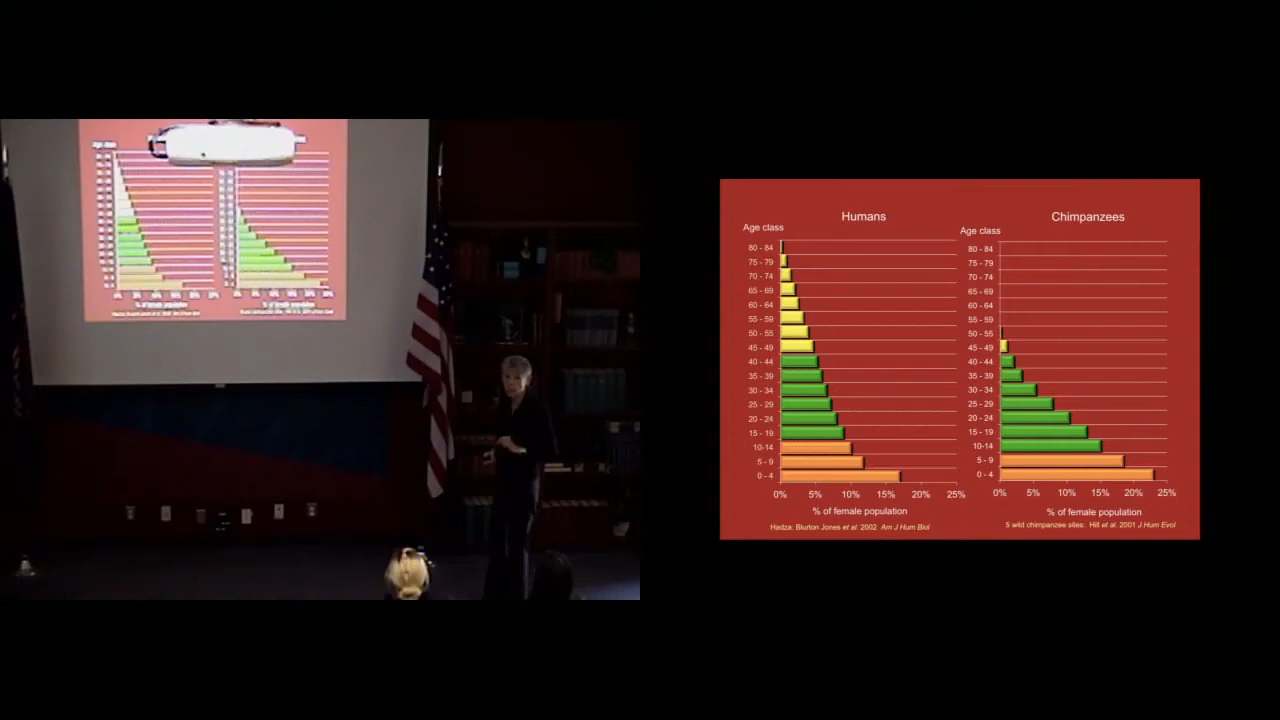 Humans
Chimpanzees
Age class
Age class
80 - 84
75 - 79
70 - 74
65 - 69
60 - 64
55 - 59
50 - 55
45 - 49
40 - 44
35 - 39
30 - 34
25 - 29
20 - 24
15 - 19
10-14
5 - 9
0 - 4
80 - 84
75 - 79
70 - 74
65 - 69
60 - 64
55 - 59
50 - 55
45 - 49
40 - 44
35 - 39
30 - 34
25 - 29
20 - 24
15 - 19
10-14
5 - 9
0 - 4
0% 5% 10% 15% 20% 25%
0% 5% 10% 15% 20% 25%
% of female population
% of female population
Hadza: Blurton Jones et al. 2002 Am J Hum Biol
5 wild chimpanzee sites: Hill et al. 2001 J Hum Evol